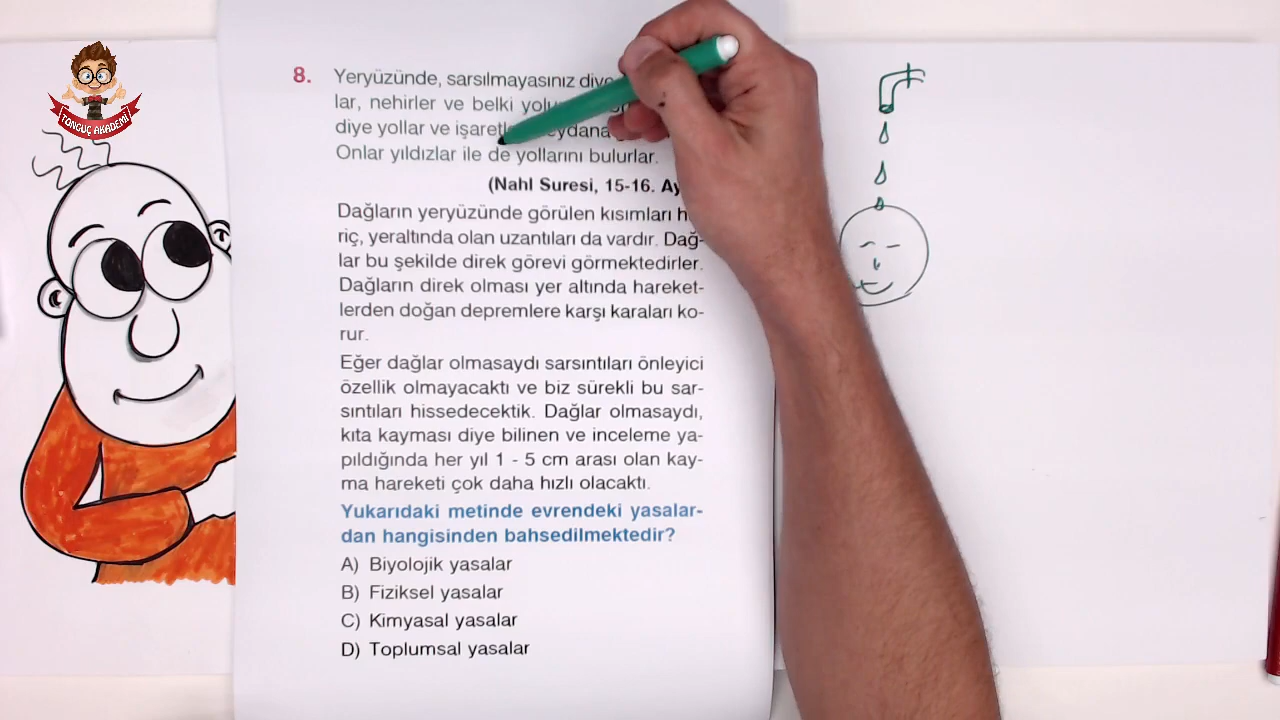 TONGUÇ AKADEMİ
8. Yeryüzünde, sarsılmayasınız diye
lar, nehirler ve belki
diye yollar ve
Onlar yıldızlar ile de yollarını bulurlar.
(Nahl Suresi, 15-16.
Dağların yeryüzünde görülen kısımları
riç, yeraltında olan uzantıları da vardır. Dağ-
lar bu şekilde direk görevi görmektedirler.
Dağların direk olması yer altında hareket-
lerden doğan depremlere karşı karaları ko-
rur.
Eğer dağlar olmasaydı sarsıntıları önleyici
özellik olmayacaktı ve biz sürekli bu sar-
sıntıları hissedecektik. Dağlar olmasaydı,
kıta kayması diye bilinen ve inceleme ya-
pıldığında her yıl 1 - 5 cm arası olan kay-
ma hareketi çok daha hızlı olacaktı.
Yukarıdaki metinde evrendeki yasalar-
dan hangisinden bahsedilmektedir?
A) Biyolojik yasalar
B) Fiziksel yasalar
C) Kimyasal yasalar
D) Toplumsal yasalar